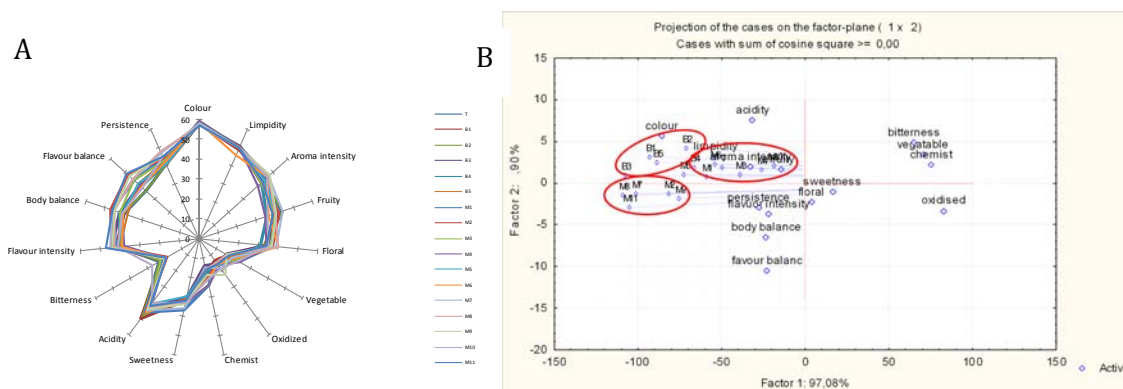 A
Colour
Limpidity
Aroma intensity
Fruity
Floral
Vegetable
Oxidized
Chemist
Sweetness
Acidity
Bitterness
Flavour intensity
Body balance
Flavour balance
Persistence
60
50
40
30
20
10
0
T
B1
B2
B3
B4
B5
M1
M2
M3
M4
M5
M6
M7
M8
M9
M10
M11
B
Projection of the cases on the factor-plane ( 1 x 2)
Cases with sum of cosine square >= 0,00
15
10
5
0
-5
-10
-15
-20
Factor 2: ,90%
acidity
colour
bitterness
vegatable
chemist
limpidity
B2
B1
B5
B3
M3
M2
M11
sweetness
floral
oxidised
persistence
flavour intensity
body balance
favour balanc
-150
-100
-50
0
50
100
150
Factor 1: 97,08%
Activ